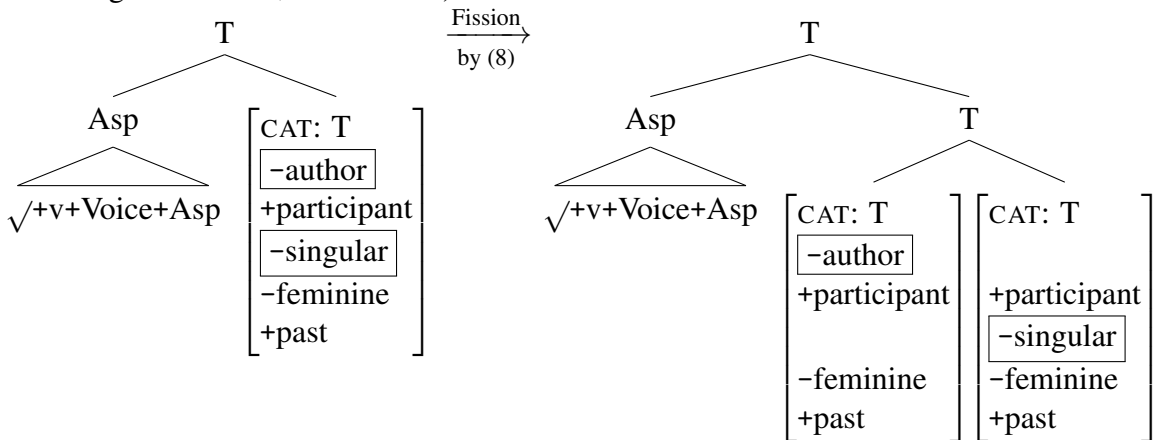 T
Asp
√+v+Voice+Asp
CAT: T
-author
+participant
-singular
-feminine
+past
Fission
by (8)
T
Asp
T
√+v+Voice+Asp
CAT: T
-author
+participant
-feminine
+past
CAT: T
+participant
-singular
-feminine
+past